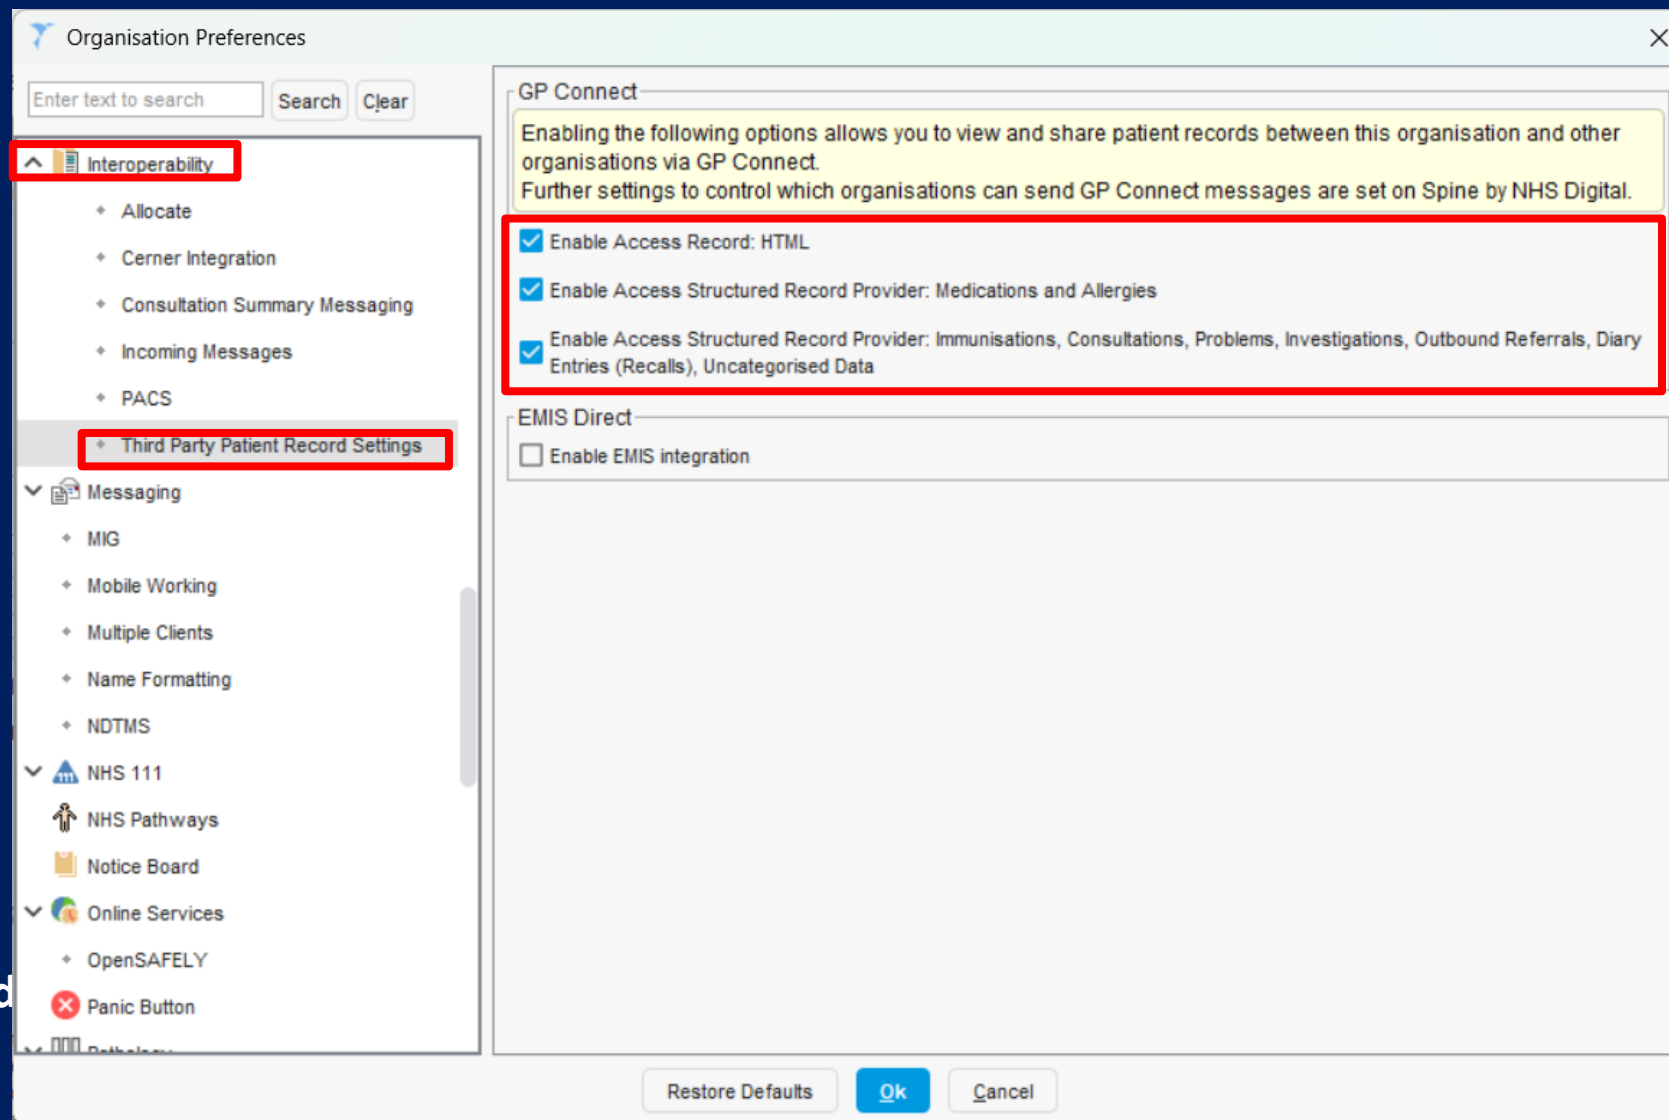 Organisation Preferences
Enter text to search
Search
Clear
Interoperability
Allocate
Cerner Integration
Consultation Summary Messaging
Incoming Messages
PACS
Third Party Patient Record Settings
Messaging
MIG
Mobile Working
Multiple Clients
Name Formatting
NDTMS
NHS 111
NHS Pathways
Notice Board
Online Services
OpenSAFELY
Panic Button
GP Connect
Enabling the following options allows you to view and share patient records between this organisation and other
organisations via GP Connect.
Further settings to control which organisations can send GP Connect messages are set on Spine by NHS Digital.
Enable Access Record: HTML
Enable Access Structured Record Provider: Medications and Allergies
Enable Access Structured Record Provider: Immunisations, Consultations, Problems, Investigations, Outbound Referrals, Diary
Entries (Recalls), Uncategorised Data
EMIS Direct
Enable EMIS integration
Restore Defaults
Ok
Cancel